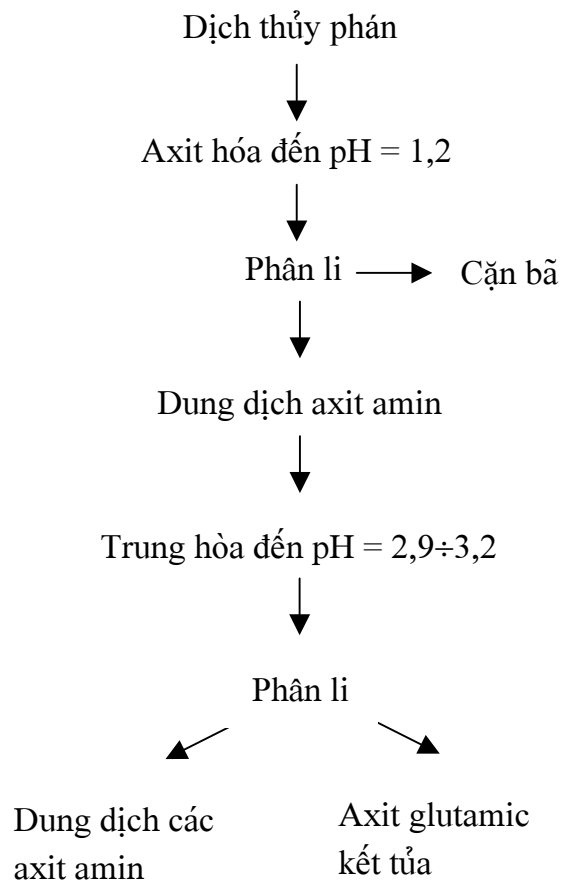 Dịch thủy phán
Axit hóa đến pH = 1,2
Phân li
Cặn bã
Dung dịch axit amin
Trung hòa đến pH = 2,9÷3,2
Phân li
Dung dịch các
axit amin
Axit glutamic
kết tủa